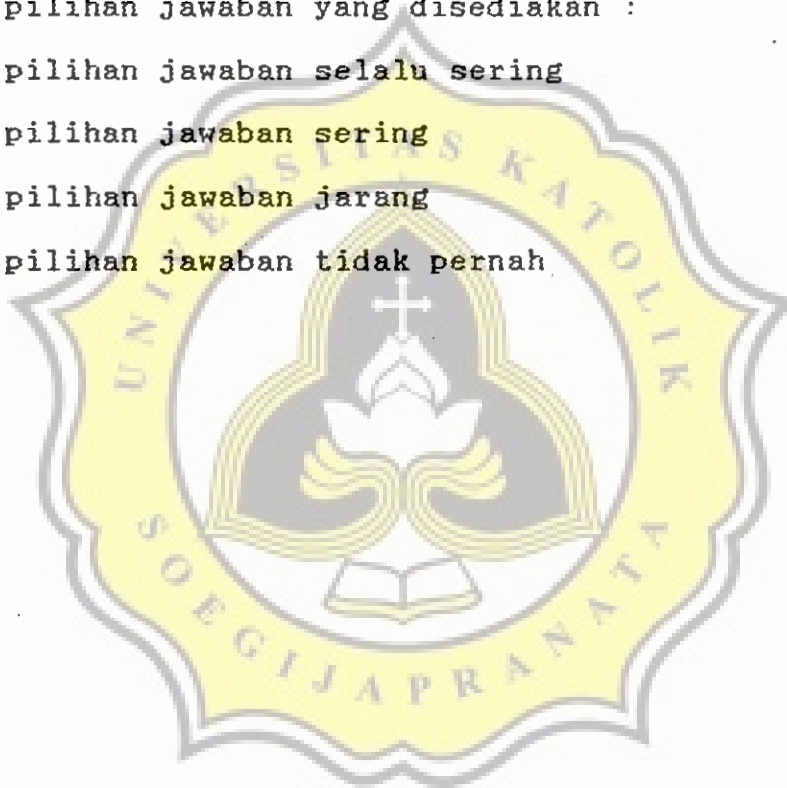 pilihan jawaban yang disediakan :
pilihan jawaban selalu sering
pilihan jawaban sering
pilihan jawaban jarang
pilihan jawaban tidak pernah
UNIVERSITAS KATOLIK
SOEGIJAPRANATA